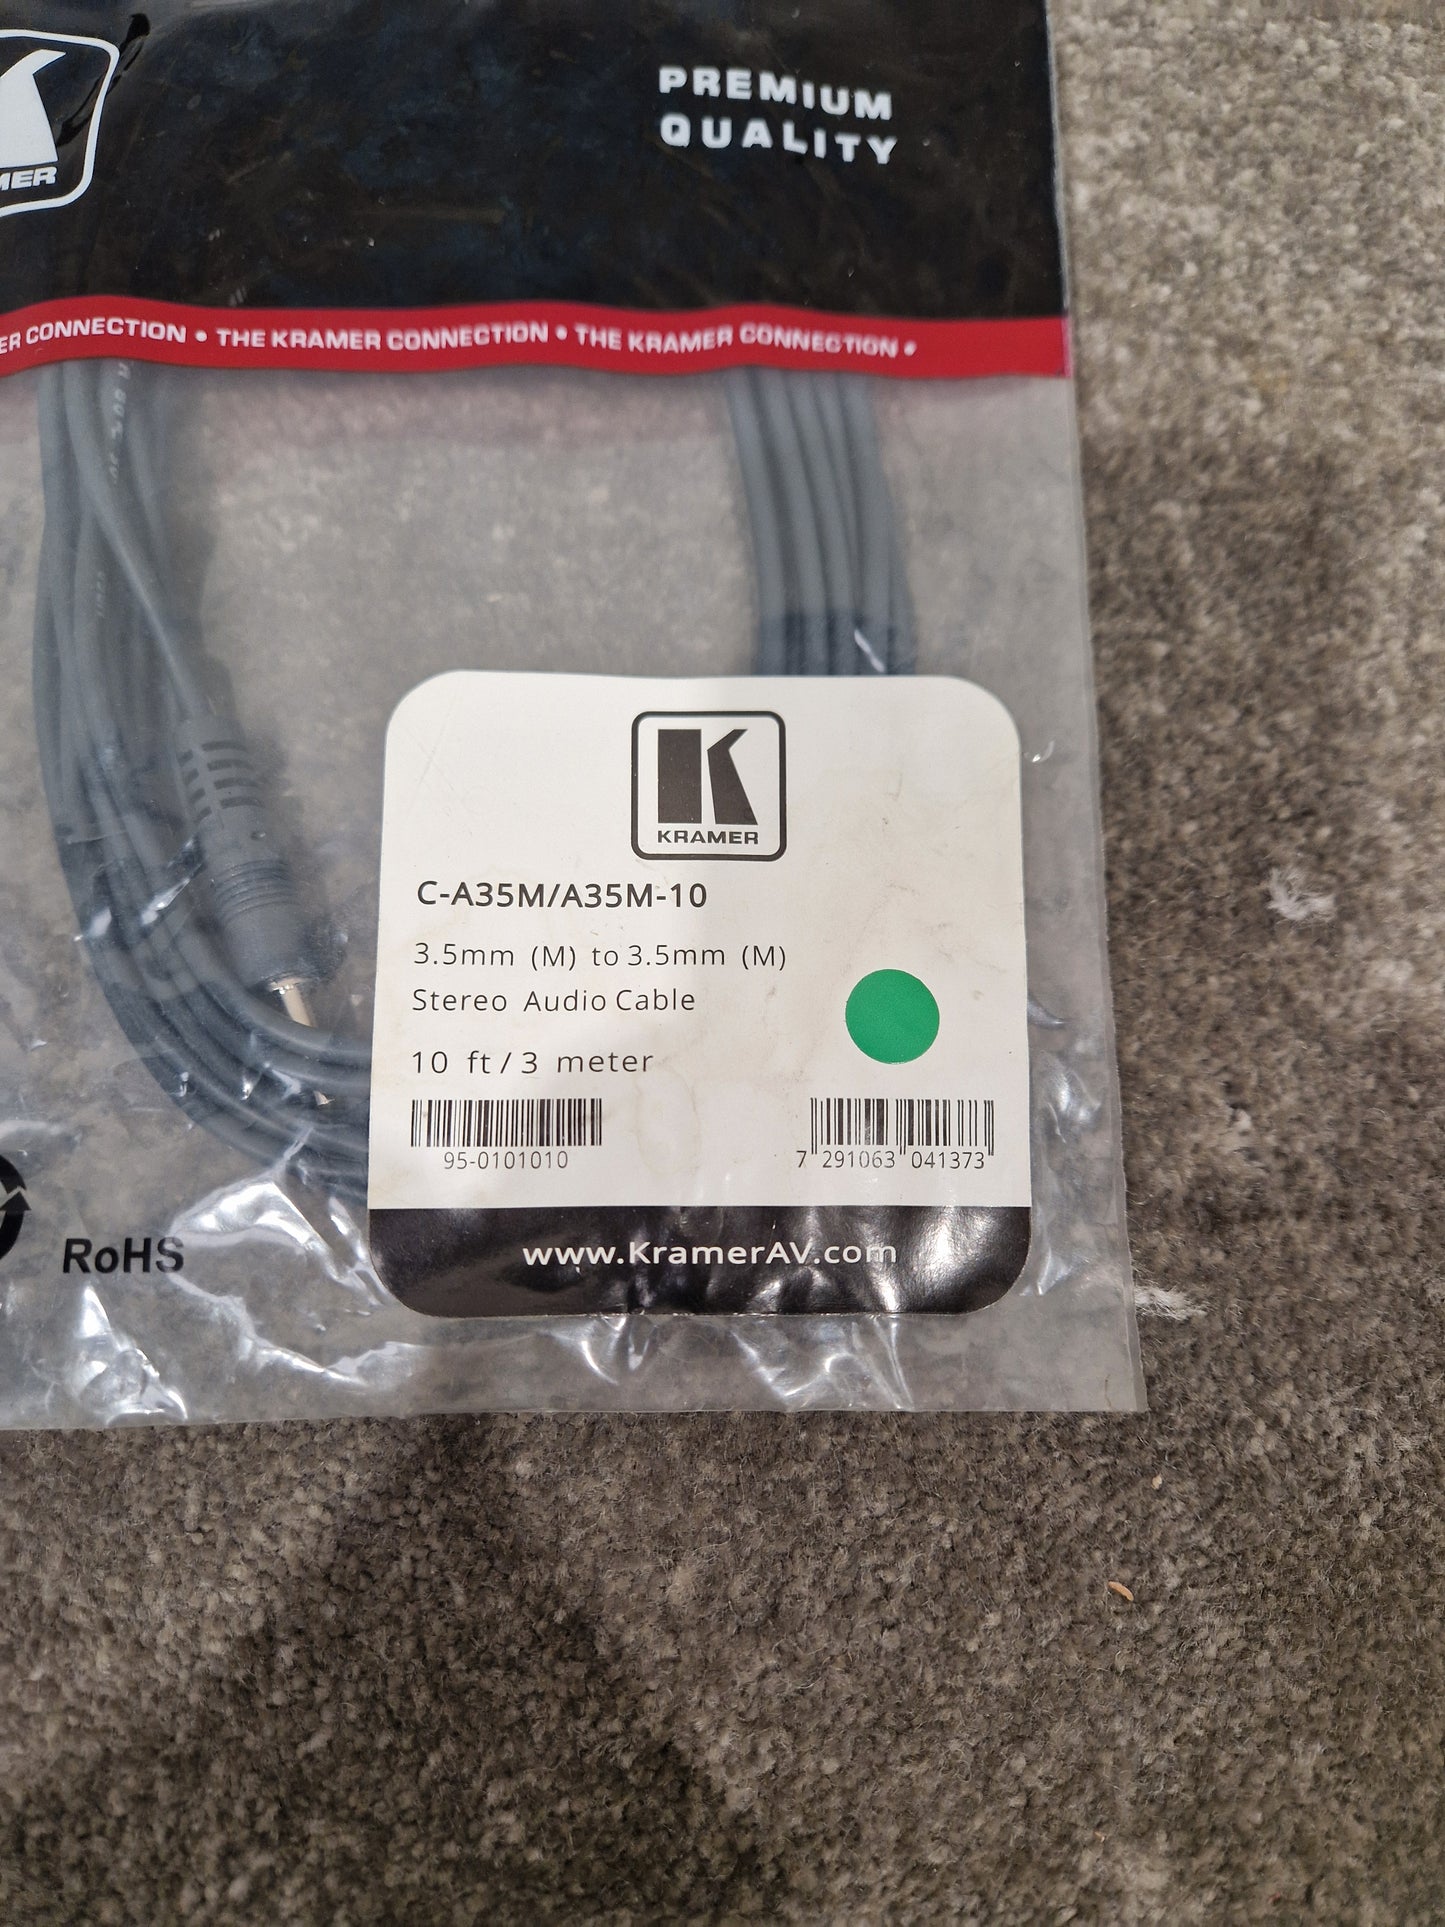 PREMIUM
QUALITY
MER
ER CONNECTION • THE KRAMER CONNECTION • THE KRAMER CONNECTION •
K
KRAMER
C-A35M/A35M-10
3.5mm (M) to 3.5mm (M)
Stereo Audio Cable
10 ft / 3 meter
95-0101010
7 291063 041373
RoHS
www.KramerAV.com